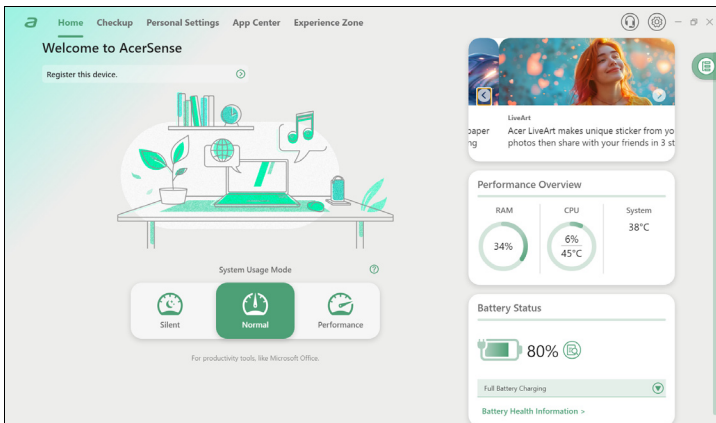 Home Checkup Personal Settings App Center Experience Zone
Welcome to AcerSense
Register this device.
LiveArt
Acer LiveArt makes unique sticker from yo
photos then share with your friends in 3 st
Performance Overview
RAM CPU System
34%
6%
45°C
38°C
System Usage Mode
Silent Normal Performance
For productivity tools, like Microsoft Office.
Battery Status
80%
Full Battery Charging
Battery Health Information >